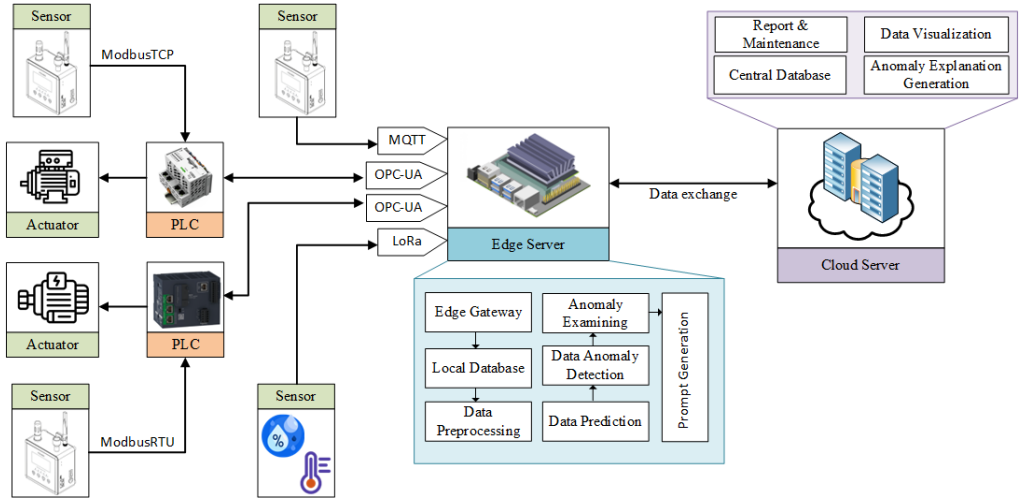 Sensor
ModbusTCP
Sensor
Report &
Maintenance
Data Visualization
Central Database
Anomaly Explanation
Generation
MQTT
OPC-UA
OPC-UA
LoRa
Actuator
PLC
Edge Server
Data exchange
Cloud Server
Actuator
PLC
Edge Gateway
Local Database
Data
Preprocessing
Anomaly
Examining
Data Anomaly
Detection
Data Prediction
Prompt Generation
Sensor
ModbusRTU
Sensor
%